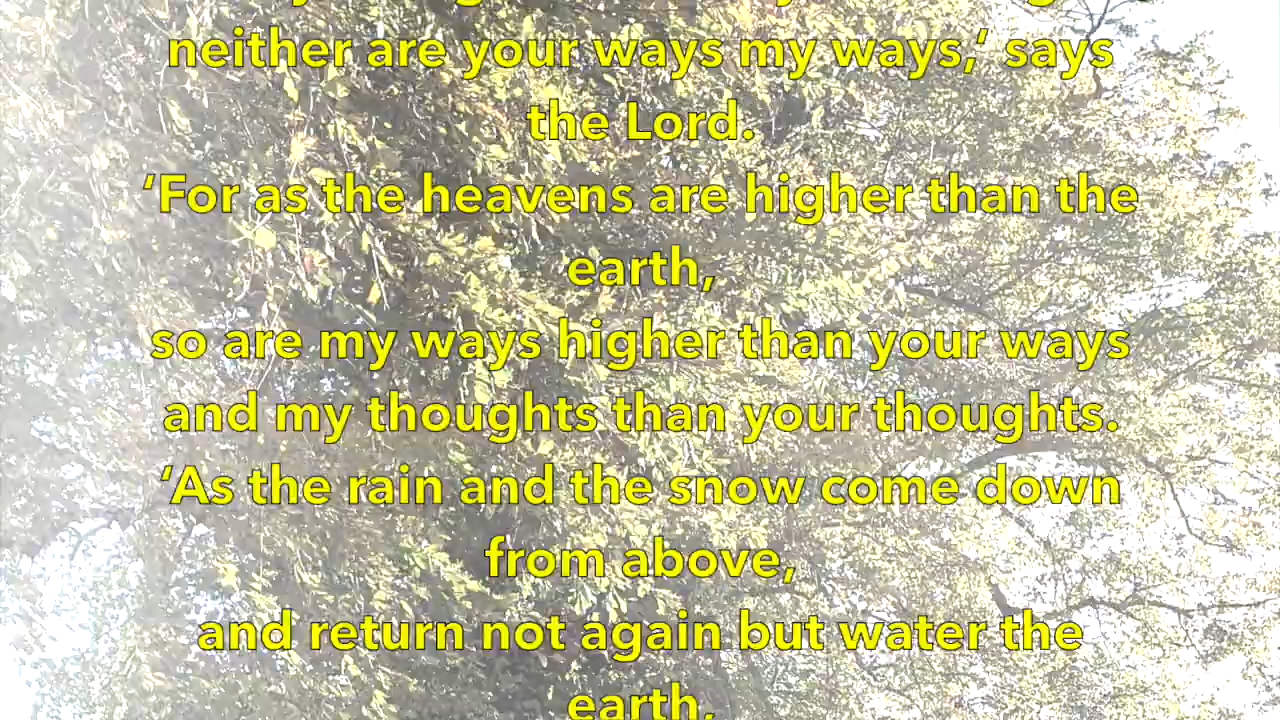 neither are your ways my ways,’ says
the Lord.
‘For as the heavens are higher than the
earth,
so are my ways higher than your ways
and my thoughts than your thoughts.
‘As the rain and the snow come down
from above,
and return not again but water the
earth,